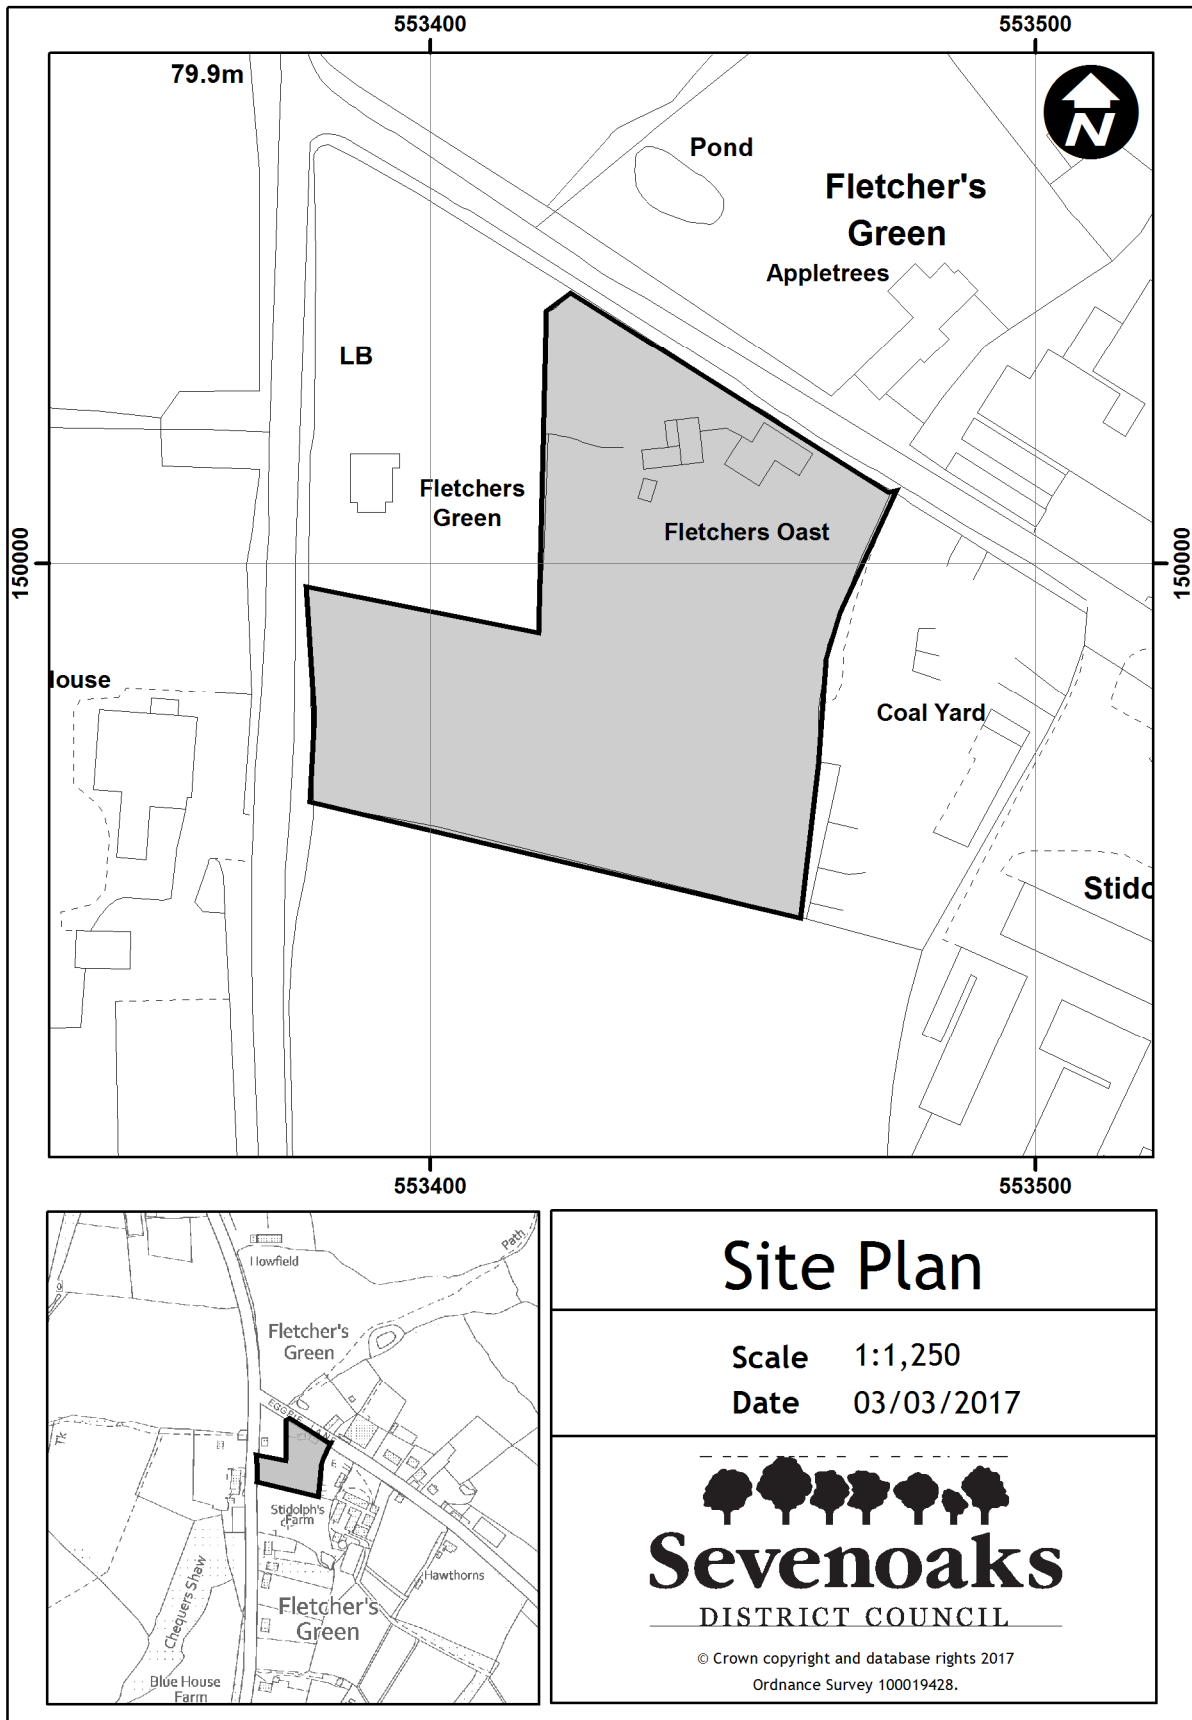 553400
553500
79.9m
N
Pond
Fletcher's
Green
Appletrees
LB
Fletchers
Green
Fletchers Oast
150000
150000
House
Coal Yard
Stido
553400
553500
Howfield
Path
Fletcher's
Green
Tk
Stidolph's
Farm
Hawthorns
Chequers Shaw
Fletcher's
Green
Blue House
Farm
Site Plan
Scale 1:1,250
Date 03/03/2017
Sevenoaks
DISTRICT COUNCIL
© Crown copyright and database rights 2017
Ordnance Survey 100019428.